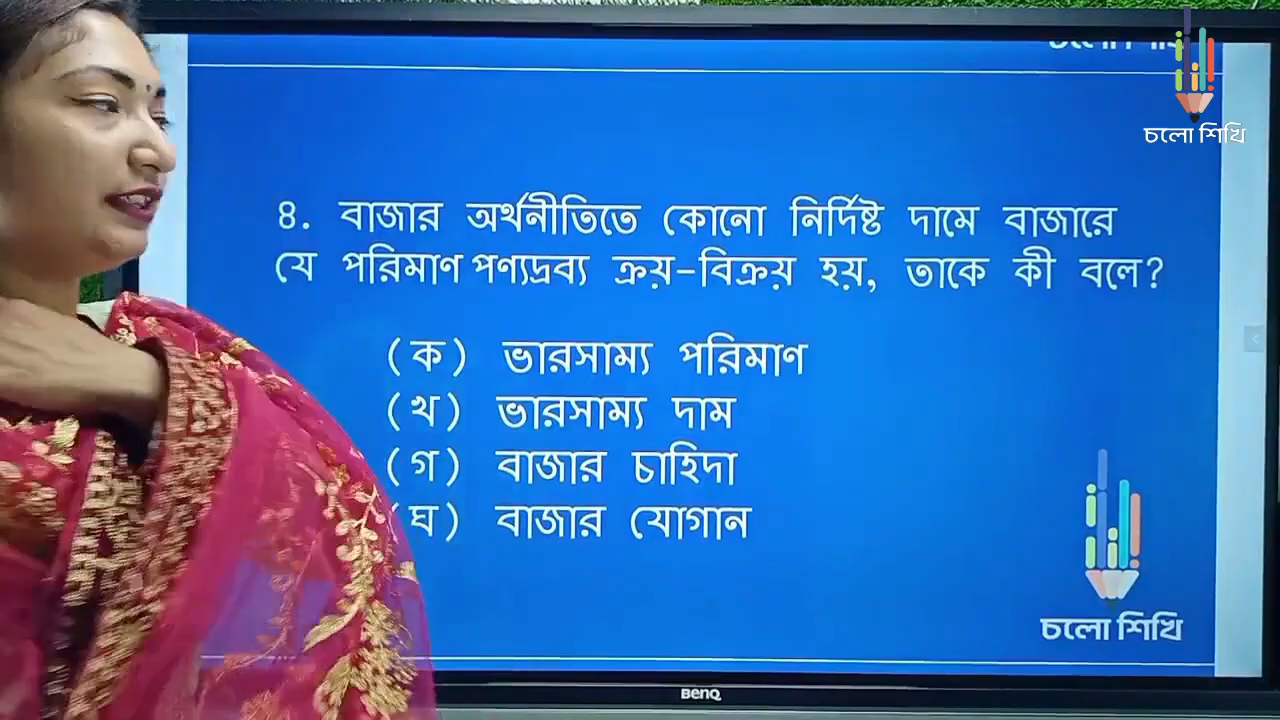 চলো শিখি
৪. বাজার অর্থনীতিতে কোনো নির্দিষ্ট দামে বাজারে
যে পরিমাণ পণ্যদ্রব্য ক্রয়-বিক্রয় হয়, তাকে কী বলে?
(ক) ভারসাম্য পরিমাণ
(খ) ভারসাম্য দাম
(গ) বাজার চাহিদা
(ঘ) বাজার যোগান
চলো শিখি
BenQ